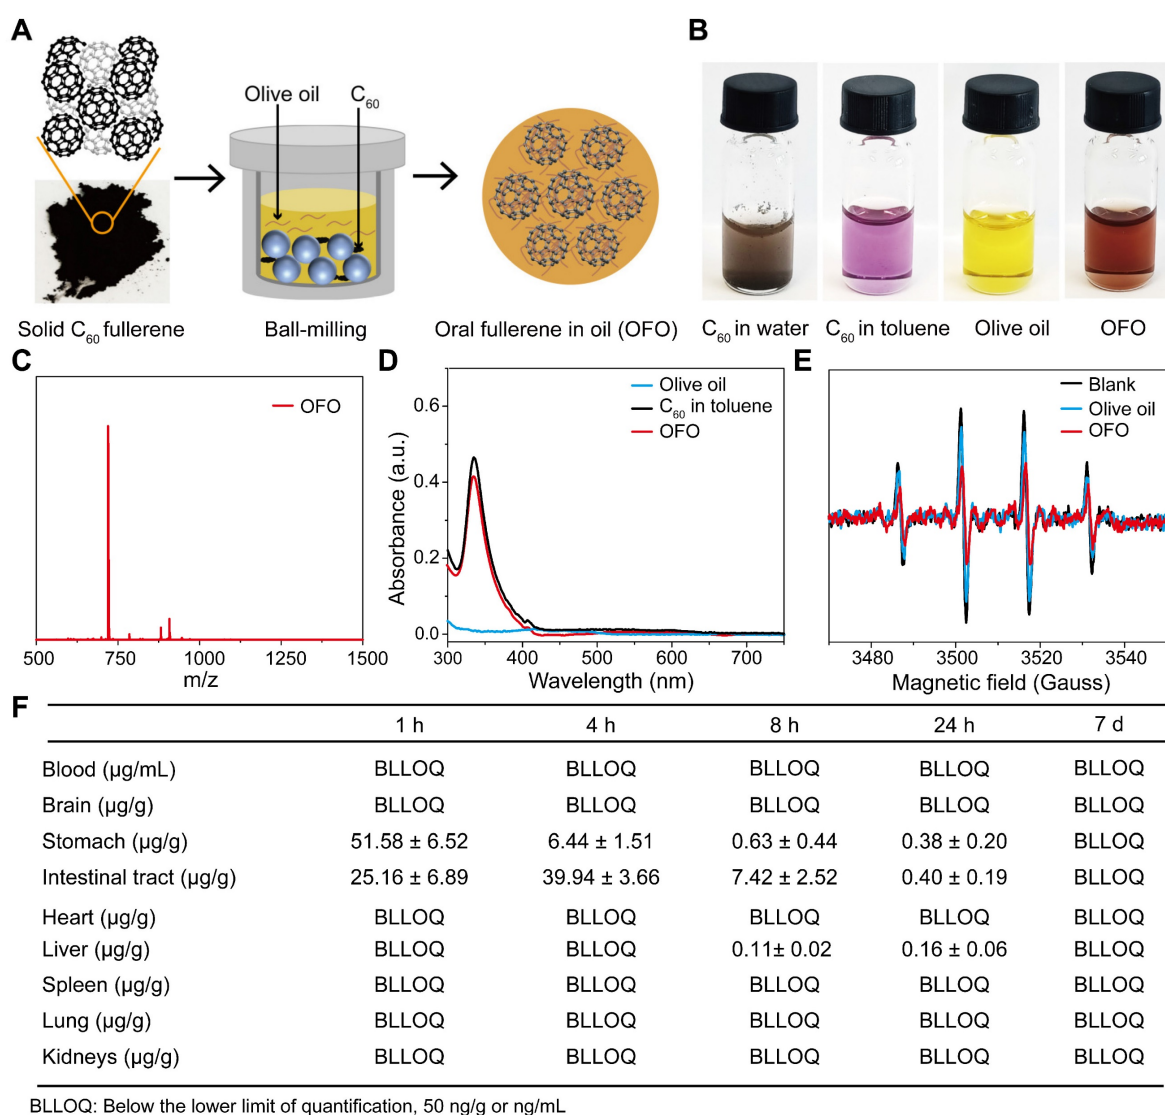 A
Olive oil
C60
Solid C60 fullerene
Ball-milling
Oral fullerene in oil (OFO)
B
C60 in water
C60 in toluene
Olive oil
OFO
C
OFO
500
750
1000
1250
1500
m/z
D
Olive oil
C60 in toluene
OFO
0.6
0.4
0.2
0.0
Absorbance (a.u.)
300
400
500
600
700
Wavelength (nm)
E
Blank
Olive oil
OFO
3480
3500
3520
3540
Magnetic field (Gauss)
F
1 h 4 h 8 h 24 h 7 d
Blood (µg/mL) BLLOQ BLLOQ BLLOQ BLLOQ BLLOQ
Brain (µg/g) BLLOQ BLLOQ BLLOQ BLLOQ BLLOQ
Stomach (µg/g) 51.58 ± 6.52 6.44 ± 1.51 0.63 ± 0.44 0.38 ± 0.20 BLLOQ
Intestinal tract (µg/g) 25.16 ± 6.89 39.94 ± 3.66 7.42 ± 2.52 0.40 ± 0.19 BLLOQ
Heart (µg/g) BLLOQ BLLOQ BLLOQ BLLOQ BLLOQ
Liver (µg/g) BLLOQ BLLOQ 0.11± 0.02 0.16 ± 0.06 BLLOQ
Spleen (µg/g) BLLOQ BLLOQ BLLOQ BLLOQ BLLOQ
Lung (µg/g) BLLOQ BLLOQ BLLOQ BLLOQ BLLOQ
Kidneys (µg/g) BLLOQ BLLOQ BLLOQ BLLOQ BLLOQ
BLLOQ: Below the lower limit of quantification, 50 ng/g or ng/mL